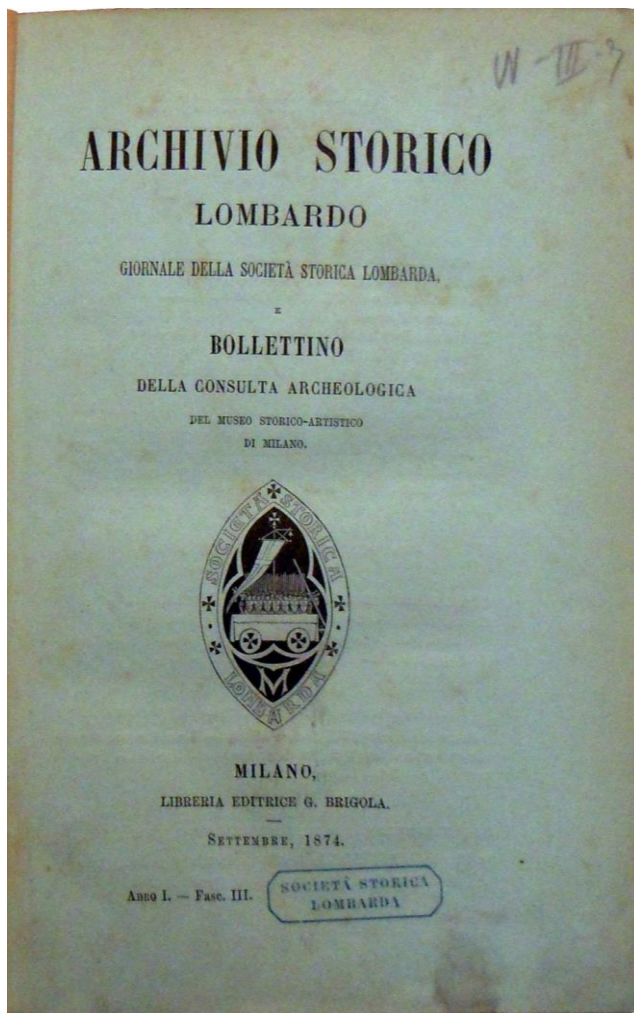 W-III-3
ARCHIVIO STORICO
LOMBARDO
GIORNALE DELLA SOCIETÀ STORICA LOMBARDA,
E
BOLLETTINO
DELLA CONSULTA ARCHEOLOGICA
DEL MUSEO STORICO-ARTISTICO
DI MILANO.
SOCIETÀ STORICA
LOMBARDA
M
MILANO,
LIBRERIA EDITRICE G. BRIGOLA.
SETTEMBRE, 1874.
ANNO I. — FASC. III.
SOCIETÀ STORICA
LOMBARDA